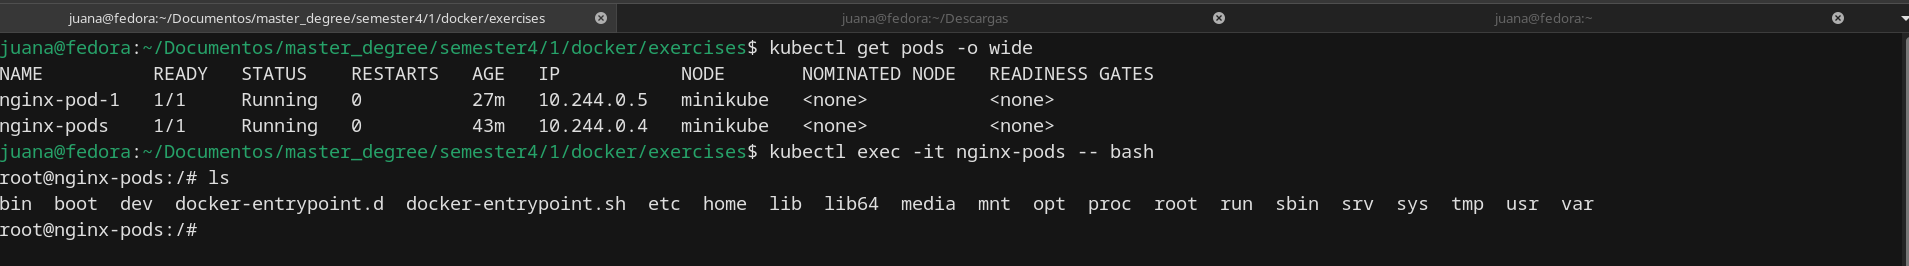 juana@fedora:~/Documentos/master_degree/semester4/1/docker/exercises juana@fedora:~/Descargas juana@fedora:~
juana@fedora:~/Documentos/master_degree/semester4/1/docker/exercises$ kubectl get pods -o wide
NAME READY STATUS RESTARTS AGE IP NODE NOMINATED NODE READINESS GATES
nginx-pod-1 1/1 Running 0 27m 10.244.0.5 minikube <none> <none>
nginx-pods 1/1 Running 0 43m 10.244.0.4 minikube <none> <none>
juana@fedora:~/Documentos/master_degree/semester4/1/docker/exercises$ kubectl exec -it nginx-pods -- bash
root@nginx-pods:/# ls
bin boot dev docker-entrypoint.d docker-entrypoint.sh etc home lib lib64 media mnt opt proc root run sbin srv sys tmp usr var
root@nginx-pods:/#